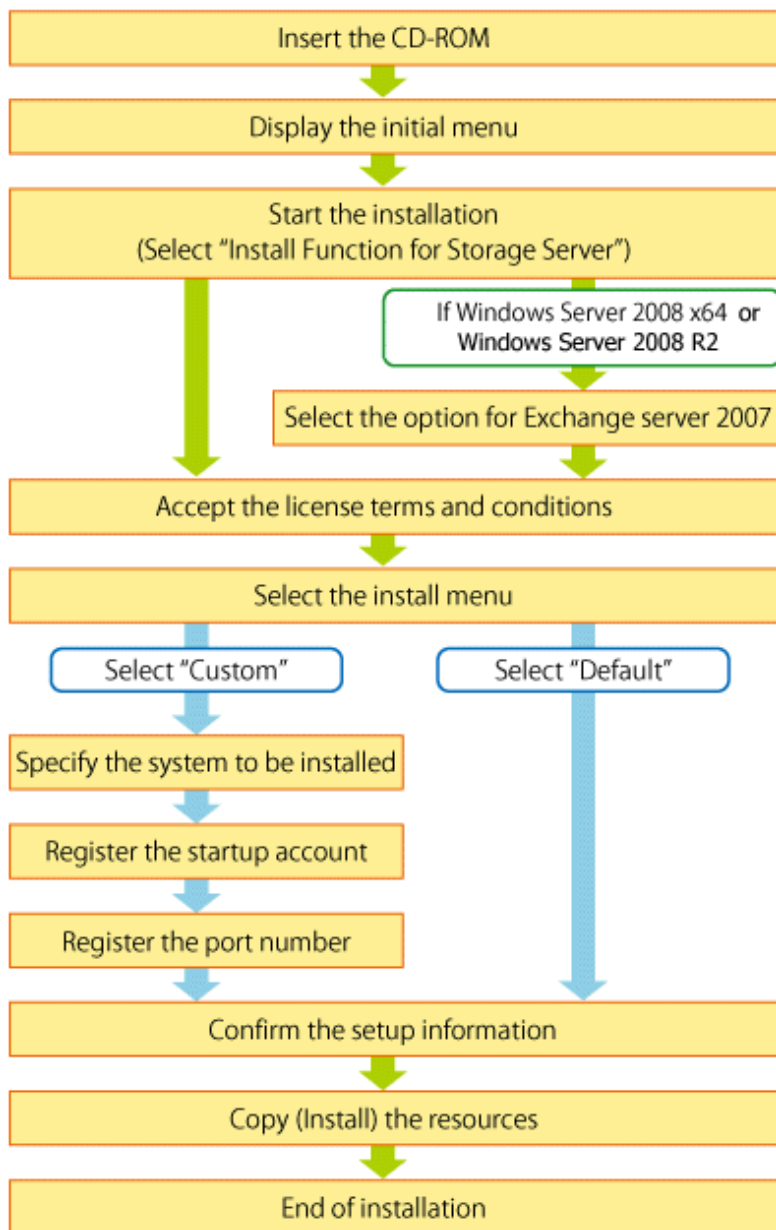 Insert the CD-ROM
Display the initial menu
Start the installation
(Select “Install Function for Storage Server”)
If Windows Server 2008 x64 or
Windows Server 2008 R2
Select the option for Exchange server 2007
Accept the license terms and conditions
Select the install menu
Select “Custom”
Select “Default”
Specify the system to be installed
Register the startup account
Register the port number
Confirm the setup information
Copy (Install) the resources
End of installation